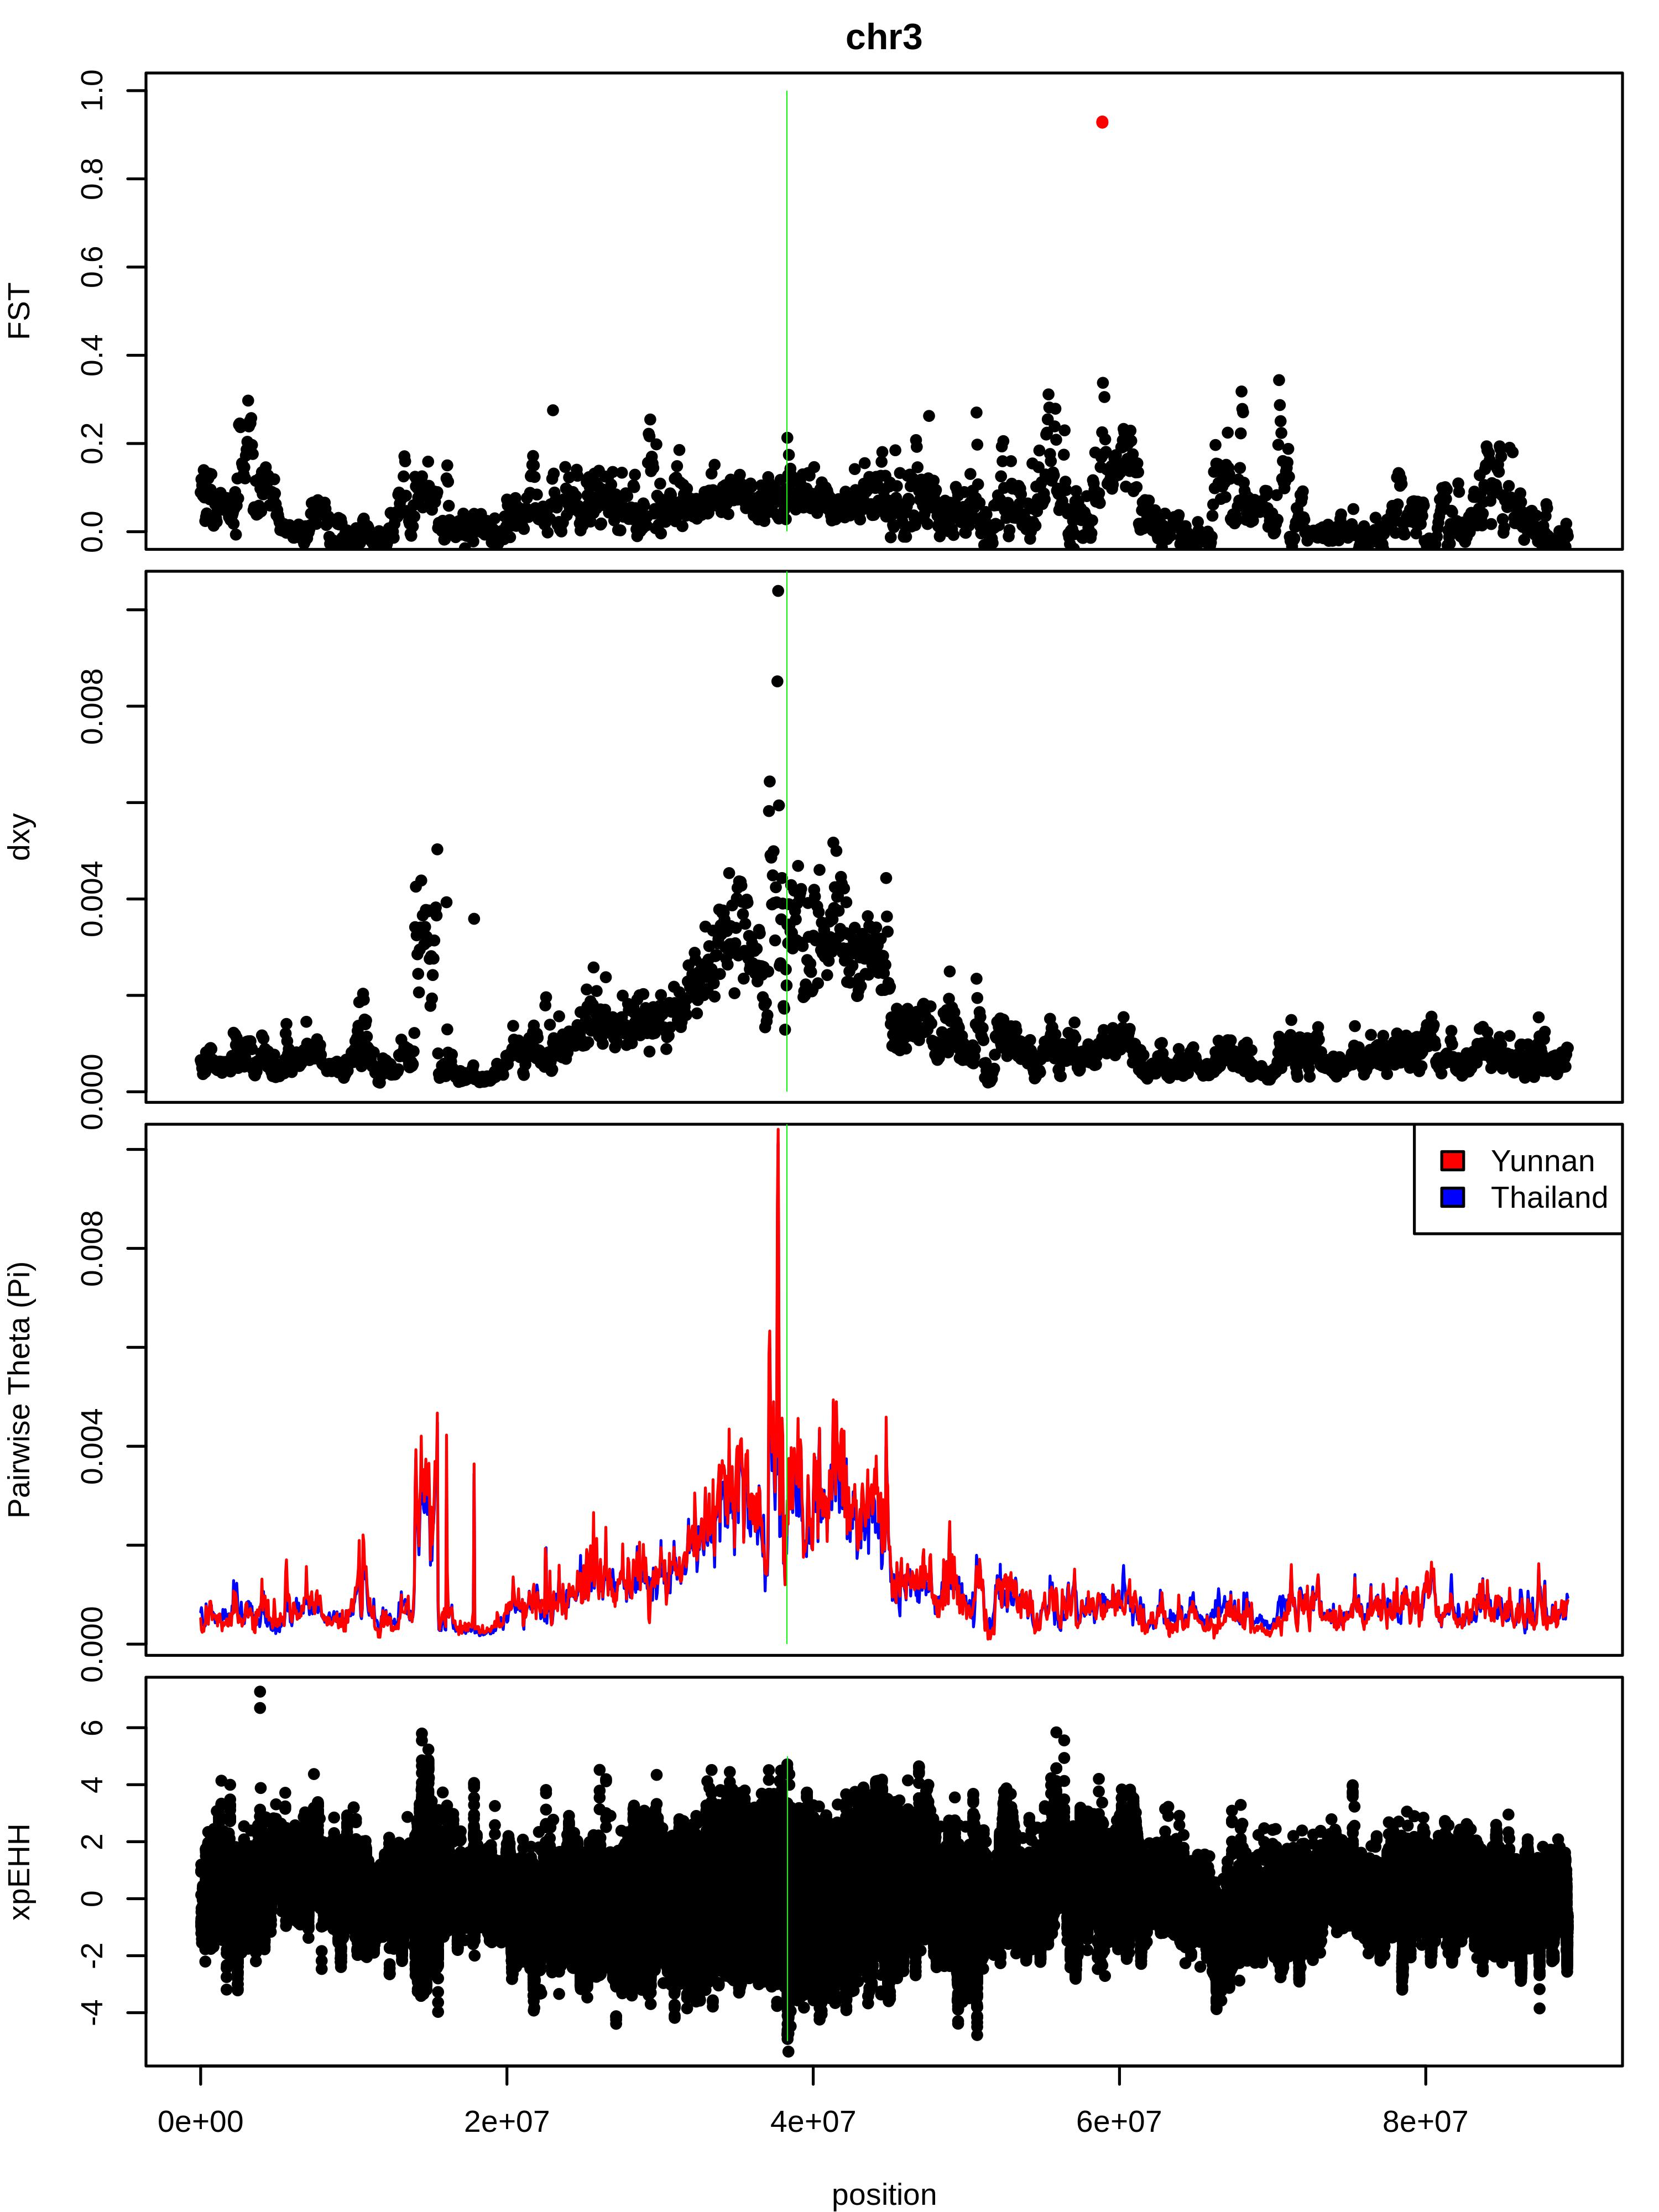 chr3
FST
0.0 0.2 0.4 0.6 0.8 1.0
dxy
0.000 0.004 0.008
Pairwise Theta (Pi)
0.000 0.004 0.008
Yunnan
Thailand
xpEHH
-4 -2 0 2 4 6
0e+00 2e+07 4e+07 6e+07 8e+07
position